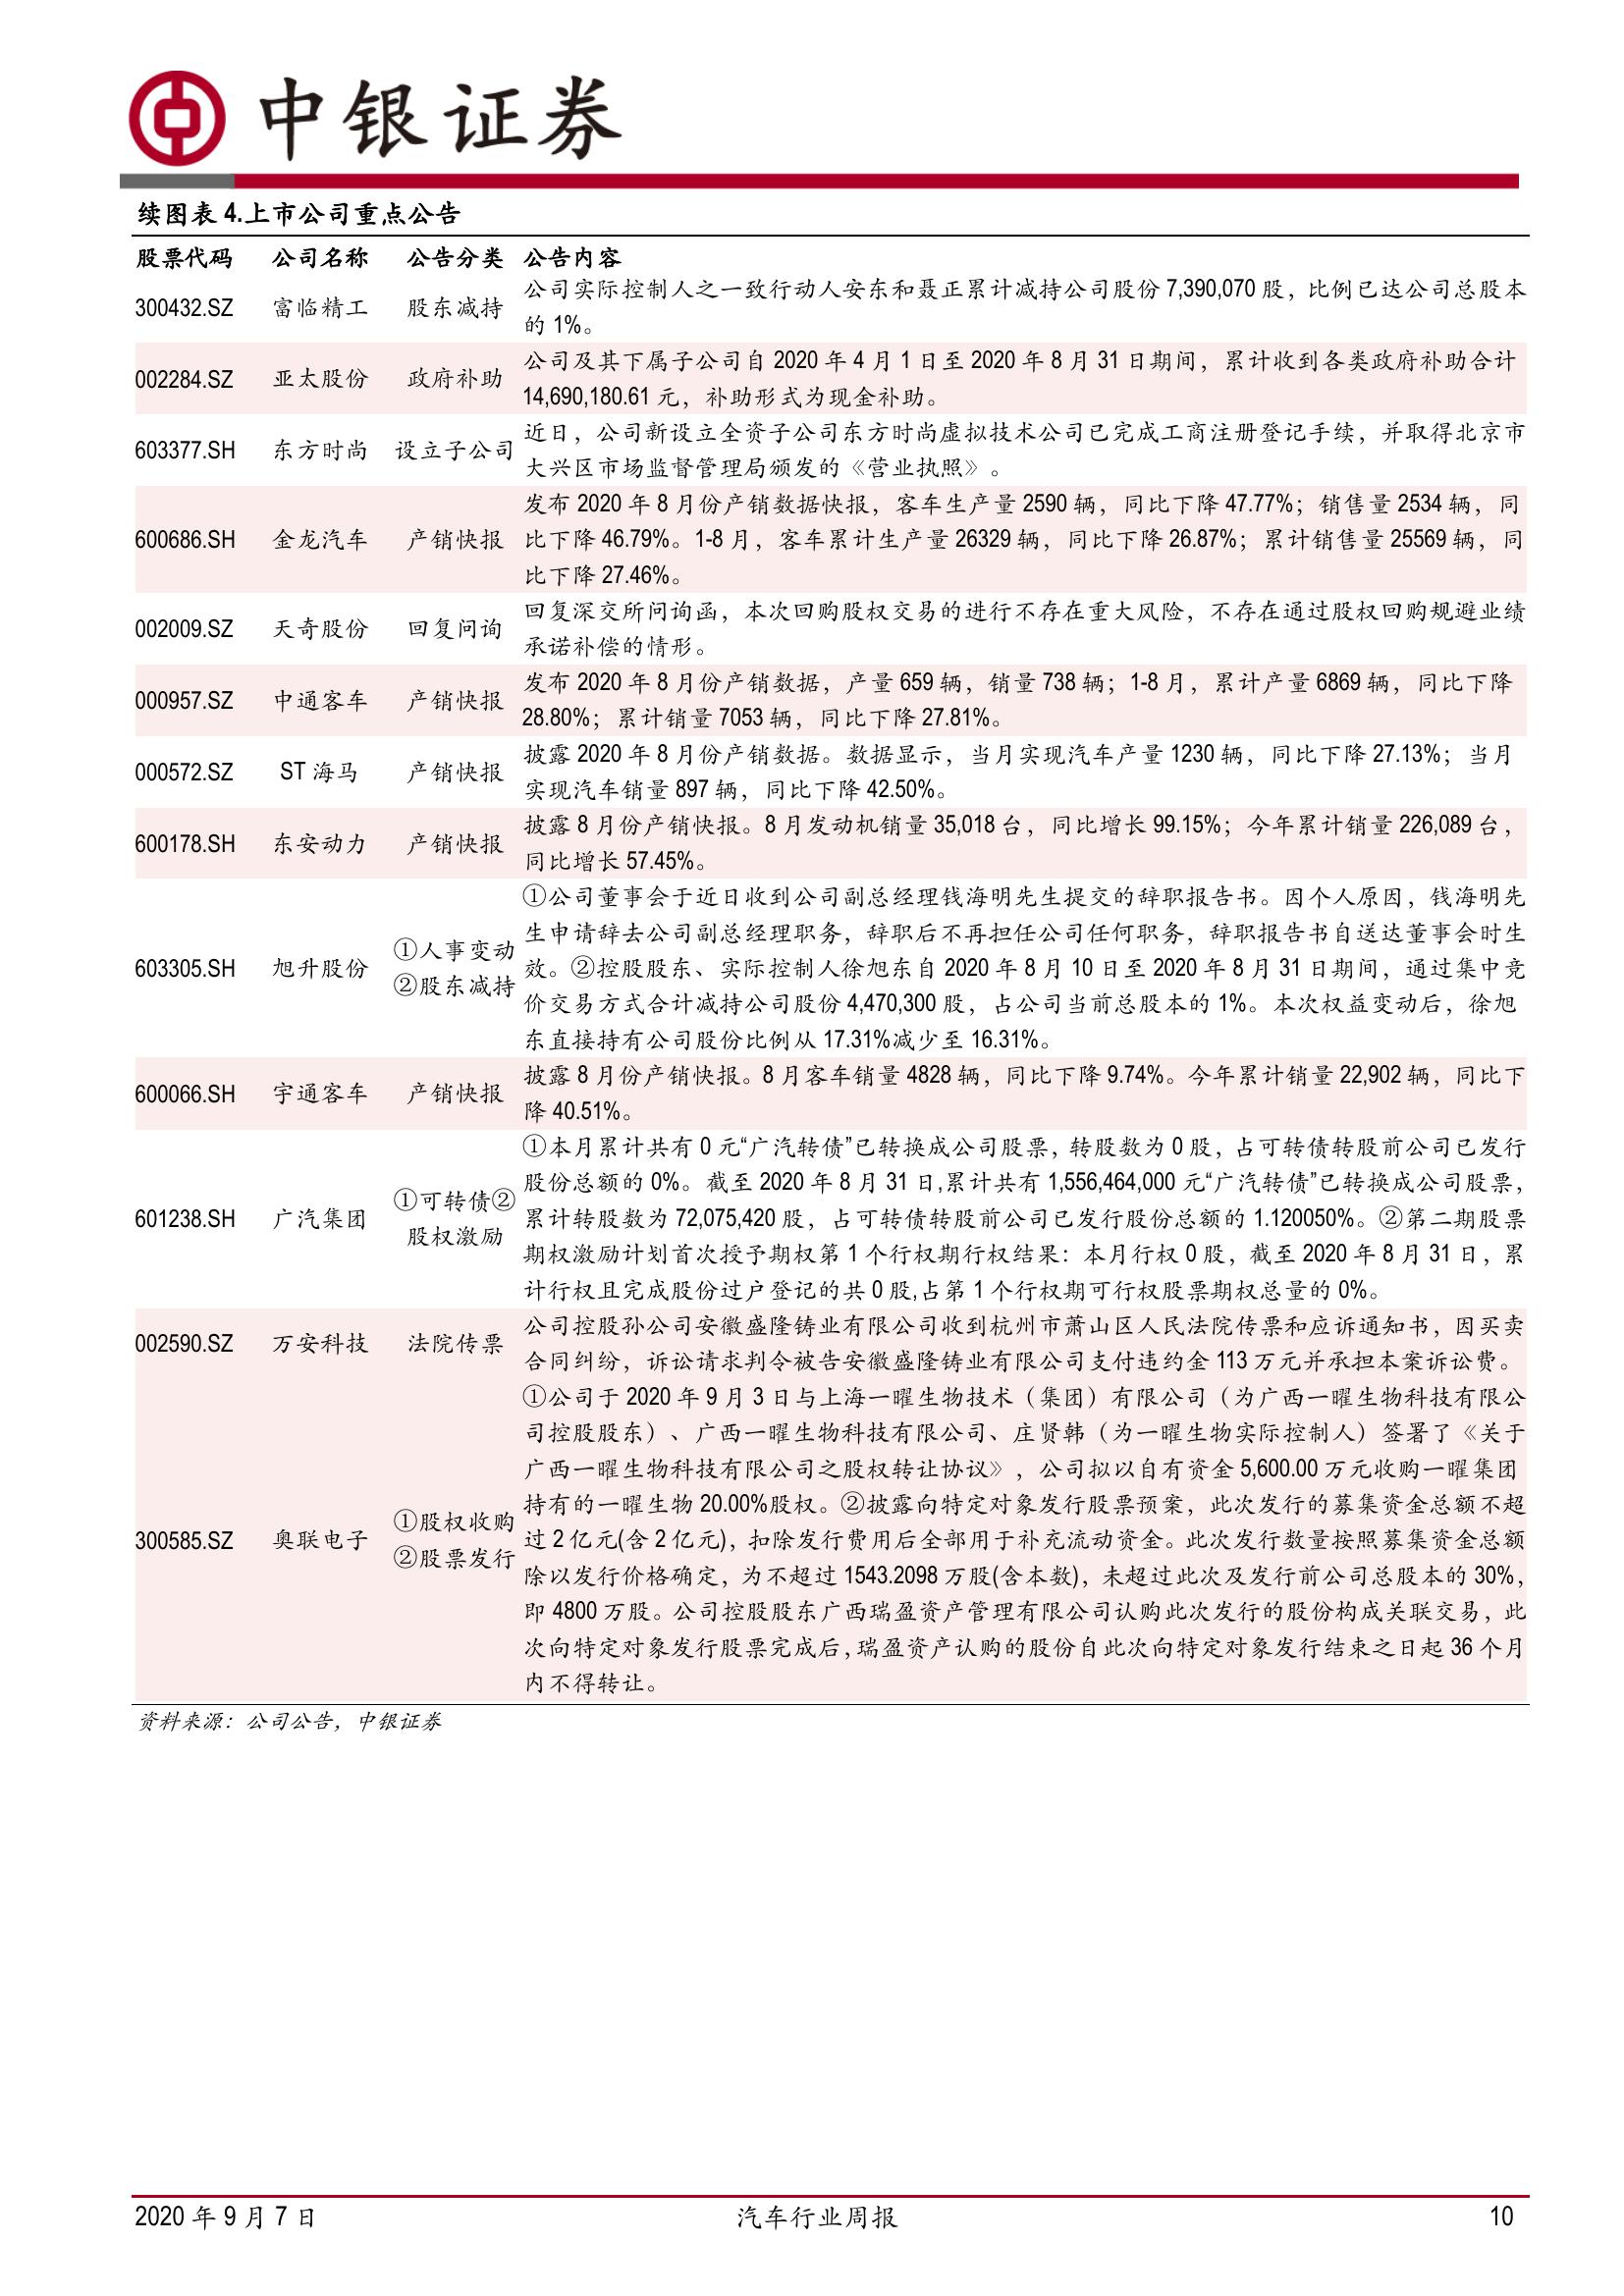 中银证券
续图表 4.上市公司重点公告
股票代码 公司名称 公告分类 公告内容
300432.SZ 富临精工 股东减持 公司实际控制人之一致行动人安东和聂正累计减持公司股份 7,390,070 股，比例已达公司总股本
的 1%。
002284.SZ 亚太股份 政府补助 公司及其下属子公司自 2020 年 4 月 1 日至 2020 年 8 月 31 日期间，累计收到各类政府补助合计
14,690,180.61 元，补助形式为现金补助。
603377.SH 东方时尚 设立子公司 近日，公司新设立全资子公司东方时尚虚拟技术公司已完成工商注册登记手续，并取得北京市
大兴区市场监督管理局颁发的《营业执照》。
发布 2020 年 8 月份产销数据快报，客车生产量 2590 辆，同比下降 47.77%；销售量 2534 辆，同
600686.SH 金龙汽车 产销快报 比下降 46.79%。1-8 月，客车累计生产量 26329 辆，同比下降 26.87%；累计销售量 25569 辆，同
比下降 27.46%。
002009.SZ 天奇股份 回复问询 回复深交所问询函，本次回购股权交易的进行不存在重大风险，不存在通过股权回购规避业绩
承诺补偿的情形。
000957.SZ 中通客车 产销快报 发布 2020 年 8 月份产销数据，产量 659 辆，销量 738 辆；1-8 月，累计产量 6869 辆，同比下降
28.80%；累计销量 7053 辆，同比下降 27.81%。
000572.SZ ST 海马 产销快报 披露 2020 年 8 月份产销数据。数据显示，当月实现汽车产量 1230 辆，同比下降 27.13%；当月
实现汽车销量 897 辆，同比下降 42.50%。
600178.SH 东安动力 产销快报 披露 8 月份产销快报。8 月发动机销量 35,018 台，同比增长 99.15%；今年累计销量 226,089 台，
同比增长 57.45%。
①公司董事会于近日收到公司副总经理钱海明先生提交的辞职报告书。因个人原因，钱海明先
①人事变动 生申请辞去公司副总经理职务，辞职后不再担任公司任何职务，辞职报告书自送达董事会时生
603305.SH 旭升股份 效。②控股股东、实际控制人徐旭东自 2020 年 8 月 10 日至 2020 年 8 月 31 日期间，通过集中竞
②股东减持 价交易方式合计减持公司股份 4,470,300 股，占公司当前总股本的 1%。本次权益变动后，徐旭
东直接持有公司股份比例从 17.31%减少至 16.31%。
600066.SH 宇通客车 产销快报 披露 8 月份产销快报。8 月客车销量 4828 辆，同比下降 9.74%。今年累计销量 22,902 辆，同比下
降 40.51%。
①本月累计共有 0 元“广汽转债”已转换成公司股票，转股数为 0 股，占可转债转股前公司已发行
①可转债② 股份总额的 0%。截至 2020 年 8 月 31 日,累计共有 1,556,464,000 元“广汽转债”已转换成公司股票，
601238.SH 广汽集团 累计转股数为 72,075,420 股，占可转债转股前公司已发行股份总额的 1.120050%。②第二期股票
股权激励 期权激励计划首次授予期权第 1 个行权期行权结果：本月行权 0 股，截至 2020 年 8 月 31 日，累
计行权且完成股份过户登记的共 0 股,占第 1 个行权期可行权股票期权总量的 0%。
002590.SZ 万安科技 法院传票 公司控股孙公司安徽盛隆铸业有限公司收到杭州市萧山区人民法院传票和应诉通知书，因买卖
合同纠纷，诉讼请求判令被告安徽盛隆铸业有限公司支付违约金 113 万元并承担本案诉讼费。
①公司于 2020 年 9 月 3 日与上海一曜生物技术（集团）有限公司（为广西一曜生物科技有限公
司控股股东）、广西一曜生物科技有限公司、庄贤韩（为一曜生物实际控制人）签署了《关于
广西一曜生物科技有限公司之股权转让协议》，公司拟以自有资金 5,600.00 万元收购一曜集团
①股权收购 持有的一曜生物 20.00%股权。②披露向特定对象发行股票预案，此次发行的募集资金总额不超
300585.SZ 奥联电子 过 2 亿元(含 2 亿元)，扣除发行费用后全部用于补充流动资金。此次发行数量按照募集资金总额
②股票发行 除以发行价格确定，为不超过 1543.2098 万股(含本数)，未超过此次及发行前公司总股本的 30%，
即 4800 万股。公司控股股东广西瑞盈资产管理有限公司认购此次发行的股份构成关联交易，此
次向特定对象发行股票完成后，瑞盈资产认购的股份自此次向特定对象发行结束之日起 36 个月
内不得转让。
资料来源：公司公告，中银证券
2020 年 9 月 7 日 汽车行业周报 10